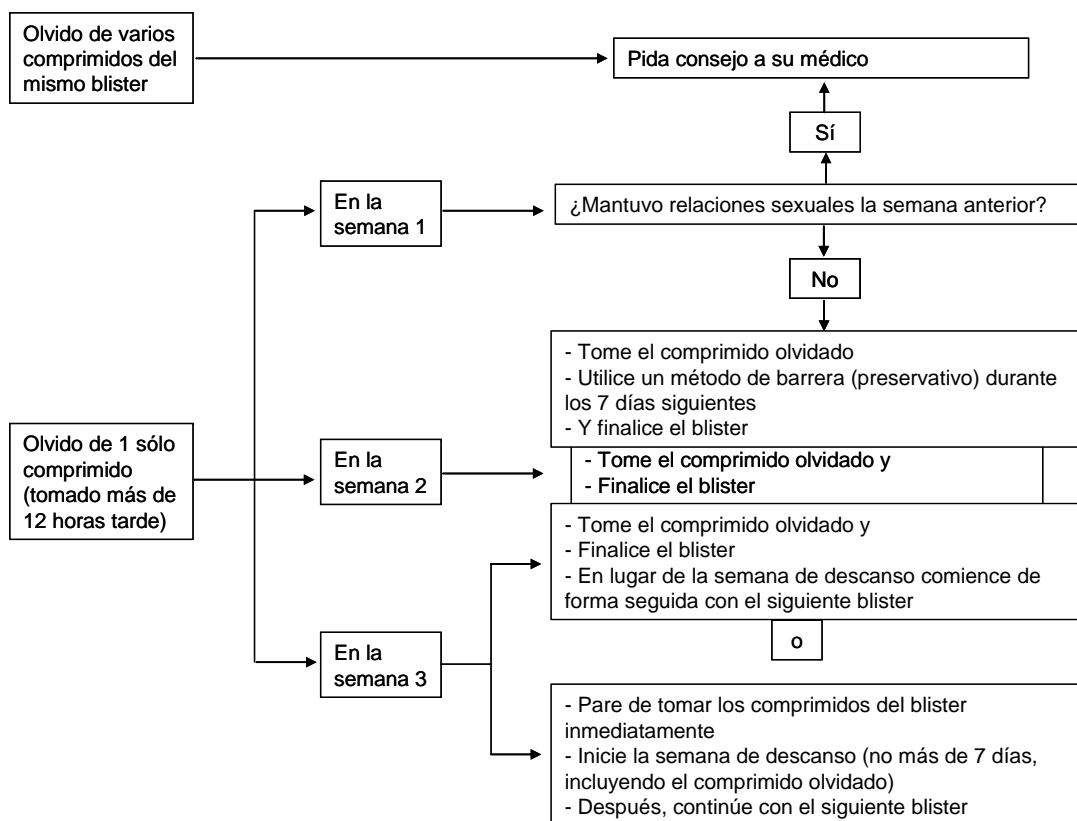 Olvido de varios
comprimidos del
mismo blister
Pida consejo a su médico
Sí
En la
semana 1
¿Mantuvo relaciones sexuales la semana anterior?
No
- Tome el comprimido olvidado
- Utilice un método de barrera (preservativo) durante
los 7 días siguientes
- Y finalice el blister
Olvido de 1 sólo
comprimido
(tomado más de
12 horas tarde)
En la
semana 2
- Tome el comprimido olvidado y
- Finalice el blister
- Tome el comprimido olvidado y
- Finalice el blister
- En lugar de la semana de descanso comience de
forma seguida con el siguiente blister
o
En la
semana 3
- Pare de tomar los comprimidos del blister
inmediatamente
- Inicie la semana de descanso (no más de 7 días,
incluyendo el comprimido olvidado)
- Después, continúe con el siguiente blister